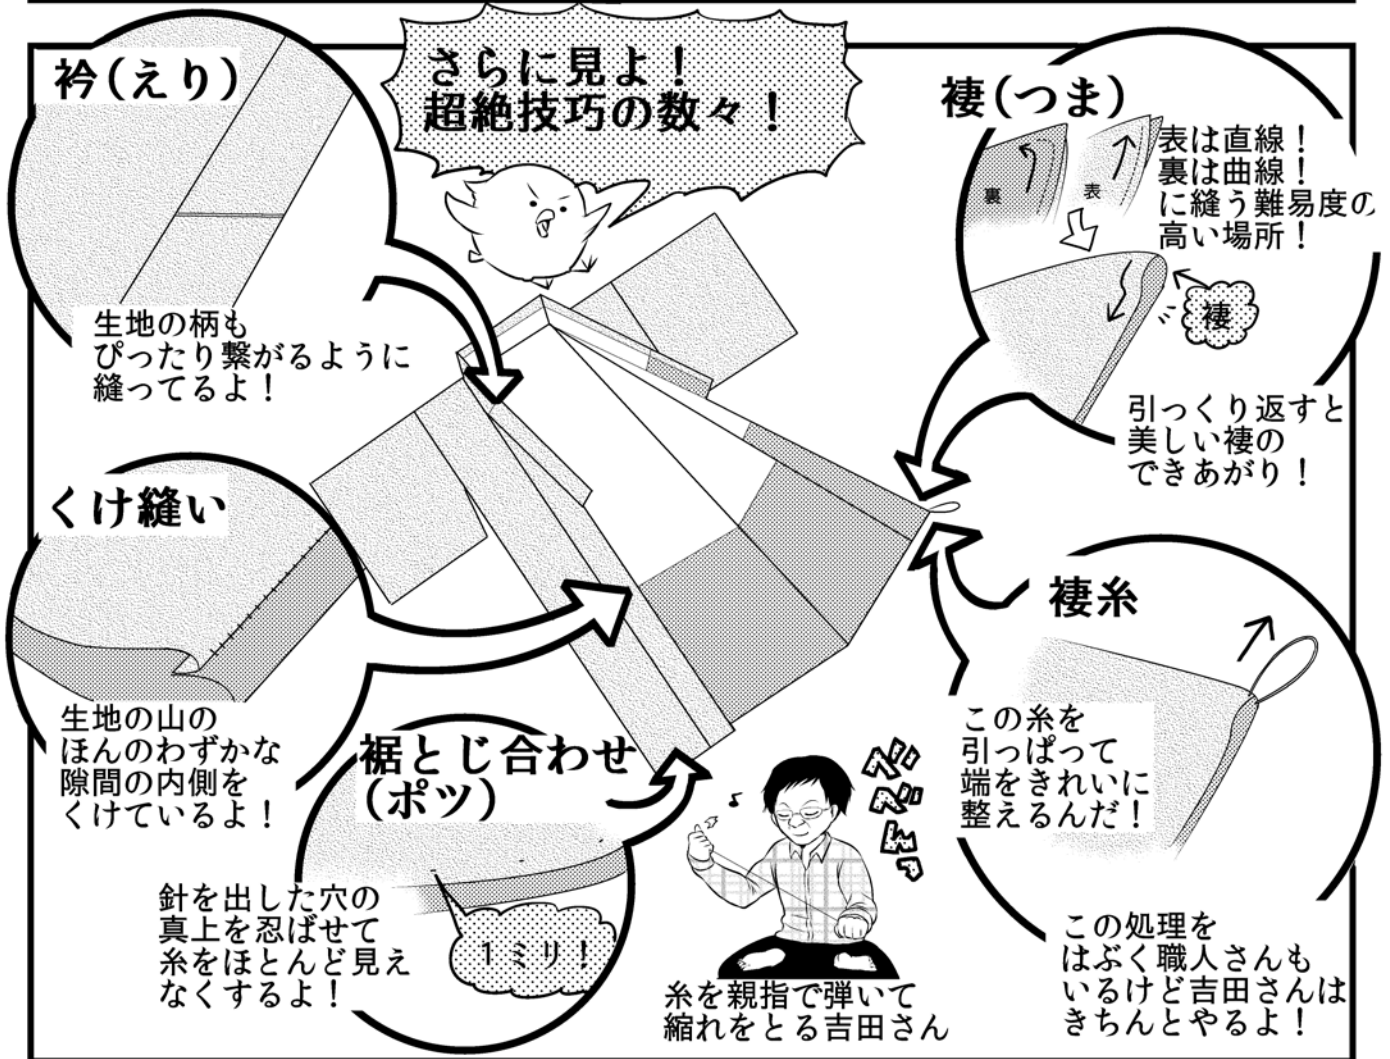 さらに見よ！
超絶技巧の数々！
衿(えり)
生地の柄も
ぴったり繋がるように
縫ってるよ！
褄(つま)
表は直線！
裏は曲線！
に縫う難易度の
高い場所！
裏
表
褄
引っくり返すと
美しい褄の
できあがり！
くけ縫い
生地の山の
ほんのわずかな
隙間の内側を
くけているよ！
褄糸
この糸を
引っぱって
端をきれいに
整えるんだ！
この処理を
はぶく職人さんも
いるけど吉田さんは
きちんとやるよ！
裾とじ合わせ
(ポツ)
針を出した穴の
真上を忍ばせて
糸をほとんど見え
なくするよ！
1ミリ！
糸を親指で弾いて
縮れをとる吉田さん